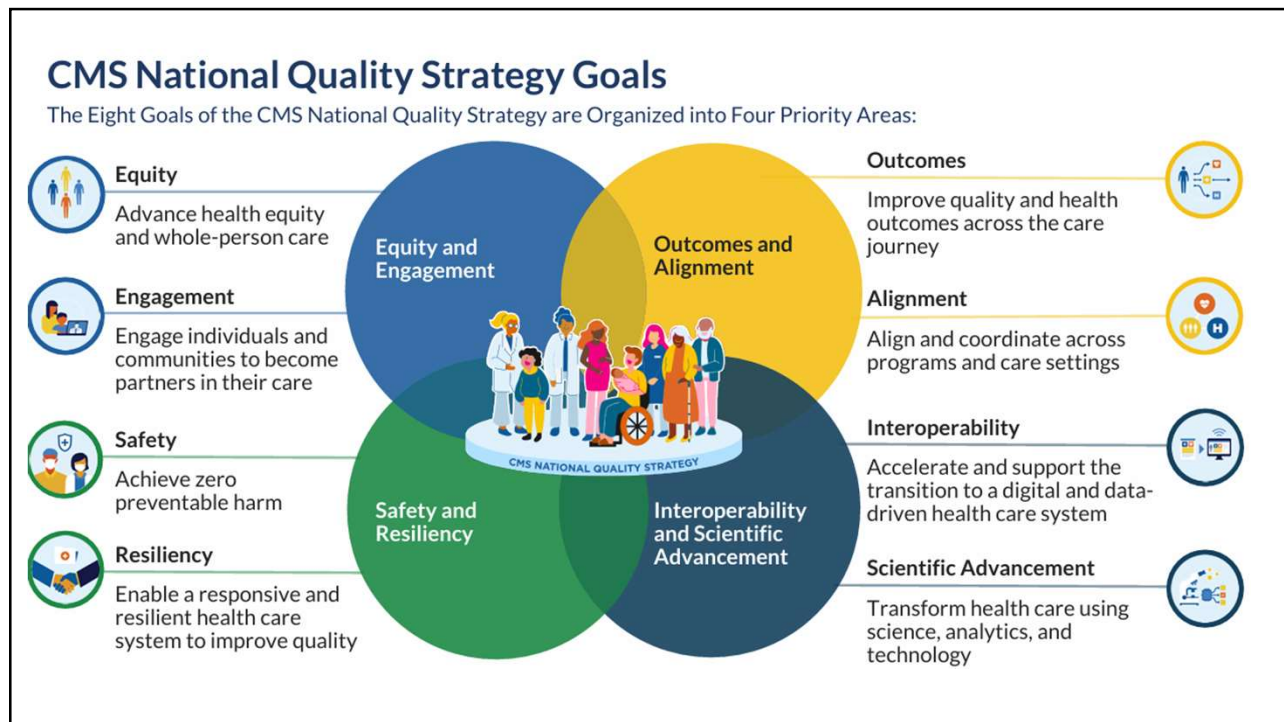 CMS National Quality Strategy Goals
The Eight Goals of the CMS National Quality Strategy are Organized into Four Priority Areas:
Equity
Advance health equity
and whole-person care
Engagement
Engage individuals and
communities to become
partners in their care
Safety
Achieve zero
preventable harm
Resiliency
Enable a responsive and
resilient health care
system to improve quality
Equity and
Engagement
Outcomes and
Alignment
CMS NATIONAL QUALITY STRATEGY
Safety and
Resiliency
Interoperability
and Scientific
Advancement
Outcomes
Improve quality and health
outcomes across the care
journey
Alignment
Align and coordinate across
programs and care settings
H
Interoperability
Accelerate and support the
transition to a digital and data-
driven health care system
Scientific Advancement
Transform health care using
science, analytics, and
technology